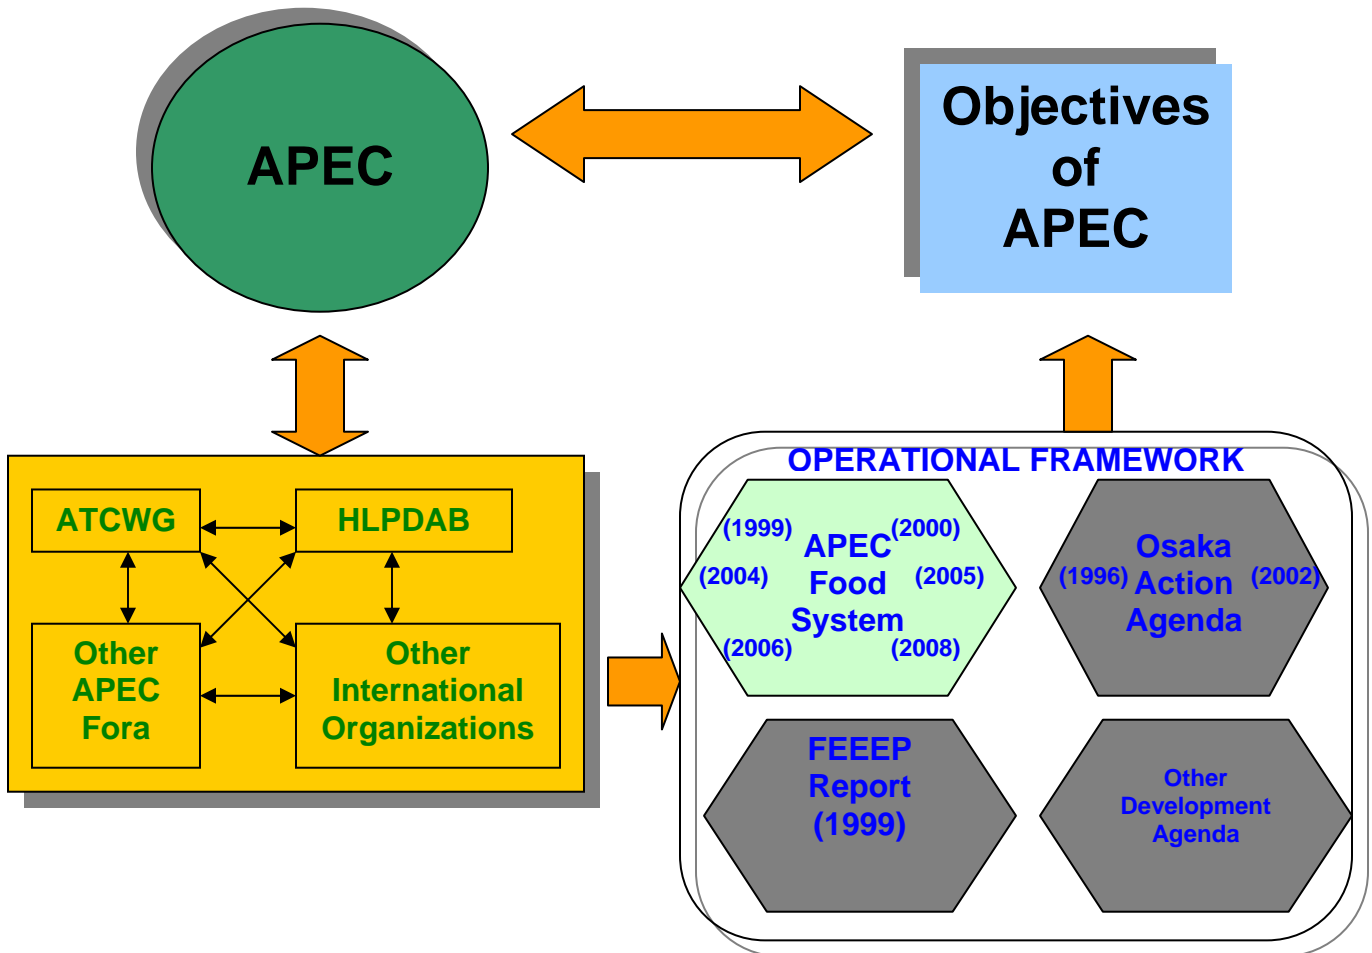 APEC
Objectives
of
APEC
ATCWG
HLPDAB
Other
APEC
Fora
Other
International
Organizations
OPERATIONAL FRAMEWORK
(1999) (2000)
APEC
(2004) Food (2005)
System
(2006) (2008)
Osaka
(1996) Action (2002)
Agenda
FEEEP
Report
(1999)
Other
Development
Agenda